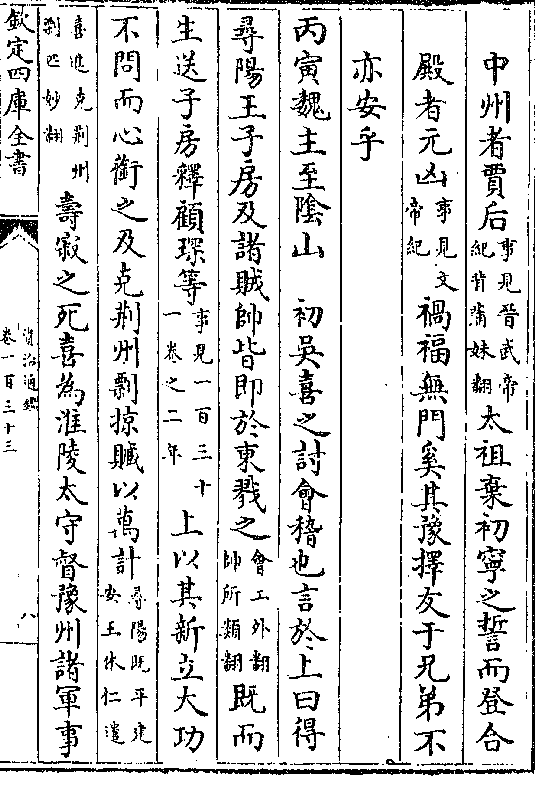 中州者賈后事見晉武帝紀背蒲妹翻太祖棄初寧之誓而登合
殿者元凶事見文帝紀禍福無門奚其豫擇友于兄弟不
亦安乎
丙寅魏主至陰山　初吳喜之討會稽也言於上曰得
尋陽王子房及諸賊帥皆即於東戮之會工外翻帥所類翻既而
生送子房釋顧琛等事見一百三十一卷之二年上以其新立大功
不問而心銜之及克荊州剽掠贓以萬計尋陽既平建安王休仁遣
喜進克荊州剽匹妙翻壽寂之死喜為淮陵太守督豫州諸軍事
欽定四庫全書
資治通鑑
卷一百三十三
八